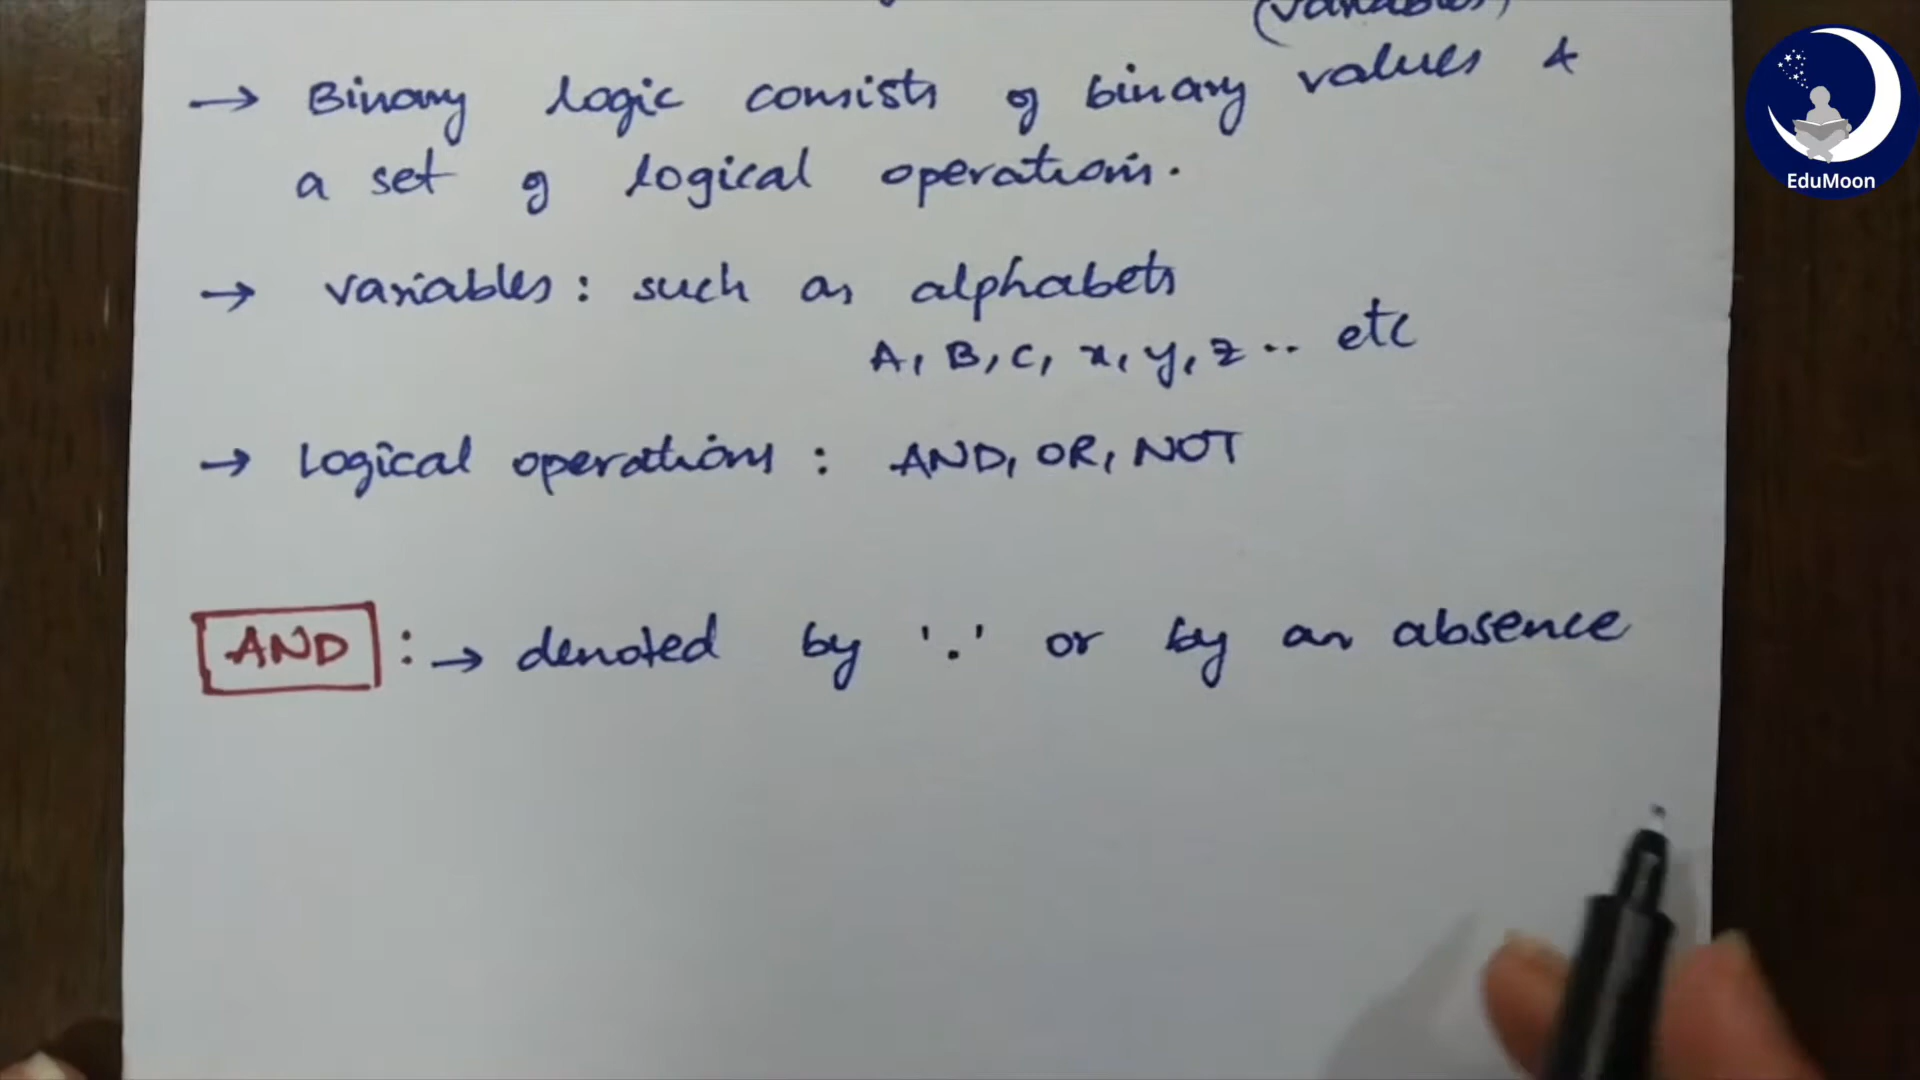 (variables)
→ Binary logic consists of binary values &
a set of logical operations.
→ variables : such as alphabets
A, B, C, x, y, z .. etc
→ Logical operations : AND, OR, NOT
AND : → denoted by '.' or by an absence
EduMoon